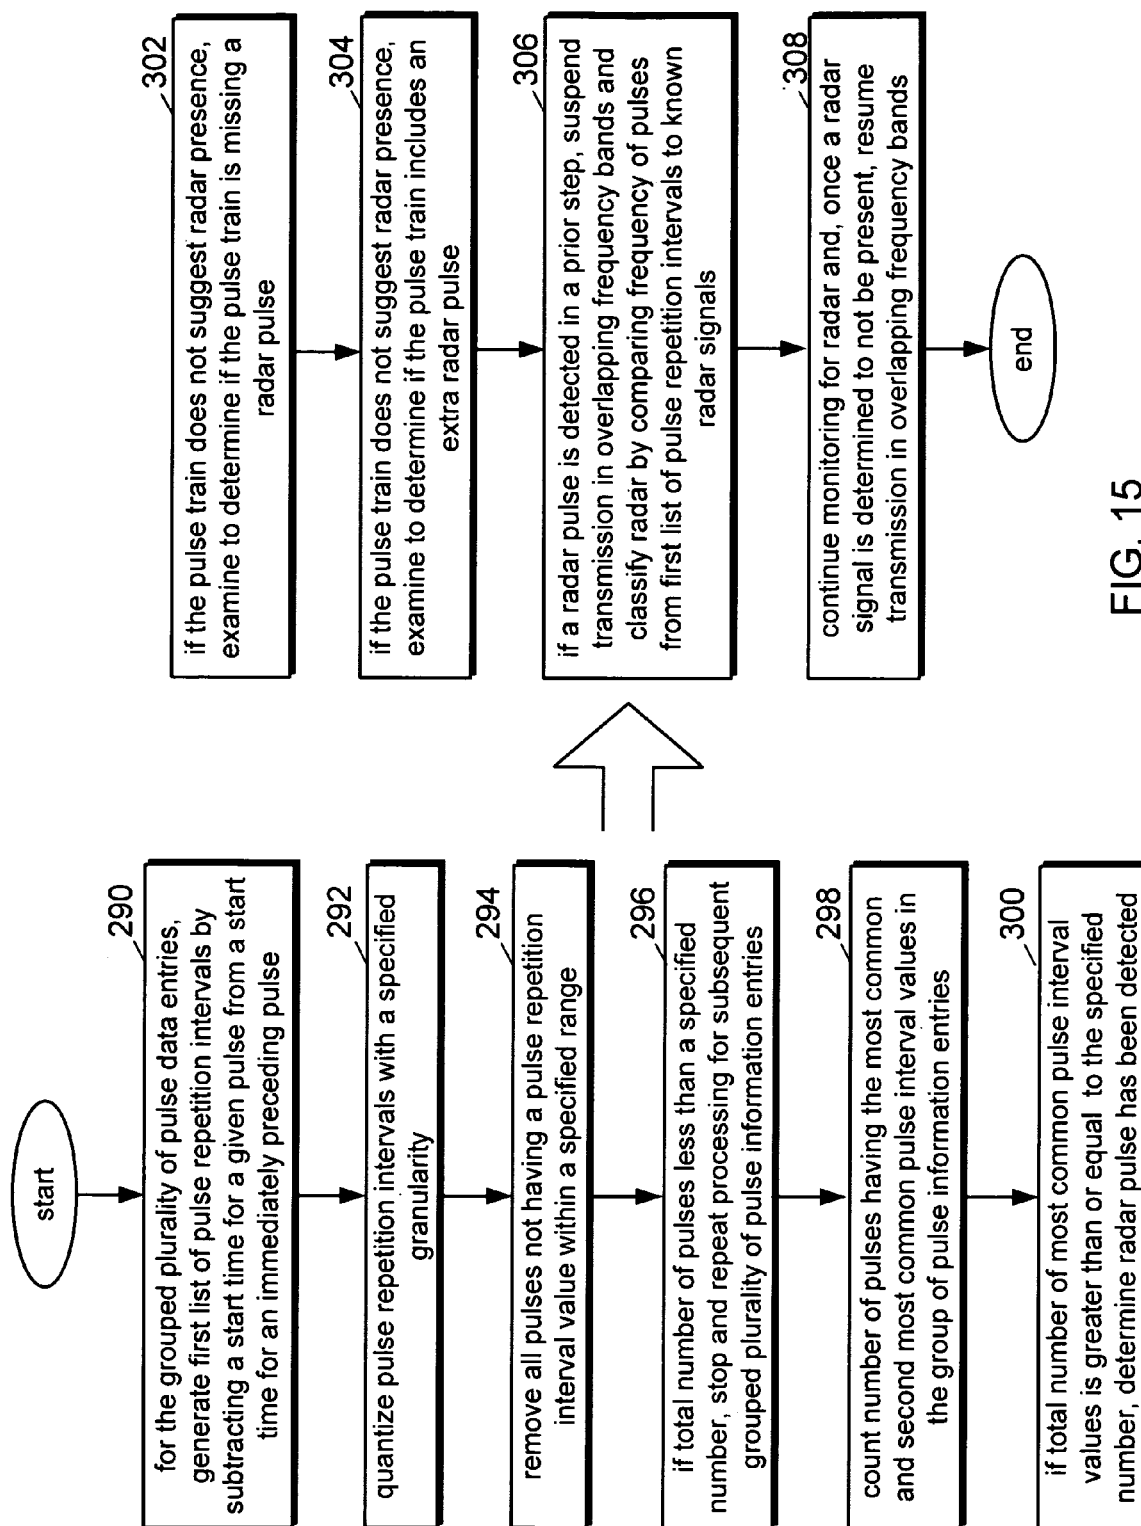 start
290
for the grouped plurality of pulse data entries,
generate first list of pulse repetition intervals by
subtracting a start time for a given pulse from a start
time for an immediately preceding pulse
292
quantize pulse repetition intervals with a specified
granularity
294
remove all pulses not having a pulse repetition
interval value within a specified range
296
if total number of pulses less than a specified
number, stop and repeat processing for subsequent
grouped plurality of pulse information entries
298
count number of pulses having the most common
and second most common pulse interval values in
the group of pulse information entries
300
if total number of most common pulse interval
values is greater than or equal to the specified
number, determine radar pulse has been detected
302
if the pulse train does not suggest radar presence,
examine to determine if the pulse train is missing a
radar pulse
304
if the pulse train does not suggest radar presence,
examine to determine if the pulse train includes an
extra radar pulse
306
if a radar pulse is detected in a prior step, suspend
transmission in overlapping frequency bands and
classify radar by comparing frequency of pulses
from first list of pulse repetition intervals to known
radar signals
308
continue monitoring for radar and, once a radar
signal is determined to not be present, resume
transmission in overlapping frequency bands
end
FIG. 15